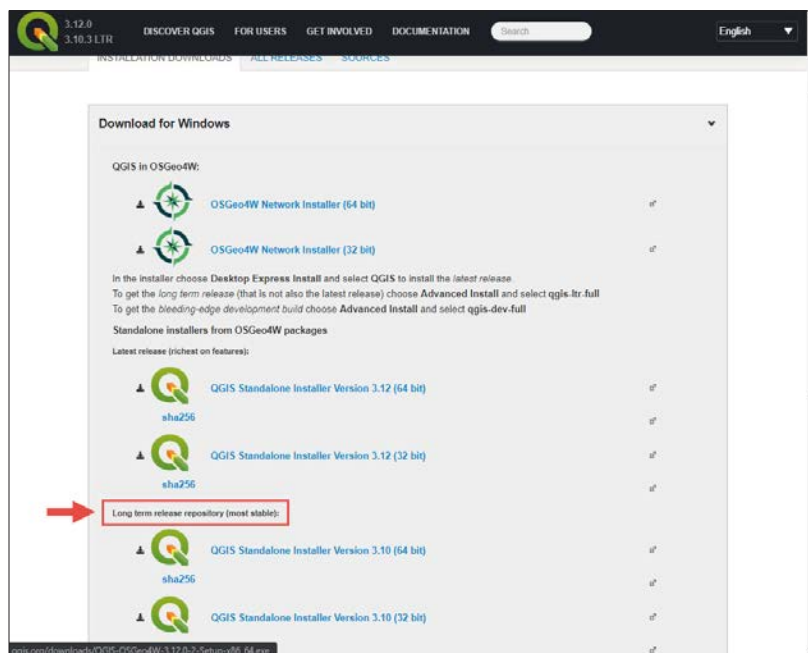 3.12.0
3.10.3 LTR
DISCOVER QGIS FOR USERS GET INVOLVED DOCUMENTATION Search English
INSTALLATION DOWNLOADS ALL RELEASES SOURCES
Download for Windows
QGIS in OSGeo4W:
OSGeo4W Network Installer (64 bit)
OSGeo4W Network Installer (32 bit)
In the installer choose Desktop Express Install and select QGIS to install the latest release.
To get the long term release (that is not also the latest release) choose Advanced Install and select qgis-ltr-full
To get the bleeding-edge development build choose Advanced Install and select qgis-dev-full
Standalone installers from OSGeo4W packages
Latest release (richest on features):
QGIS Standalone Installer Version 3.12 (64 bit)
sha256
QGIS Standalone Installer Version 3.12 (32 bit)
sha256
Long term release repository (most stable):
QGIS Standalone Installer Version 3.10 (64 bit)
sha256
QGIS Standalone Installer Version 3.10 (32 bit)
qgis.org/downloads/QGIS-OSGeo4W-3.12.0-2-Setup-x86_64.exe